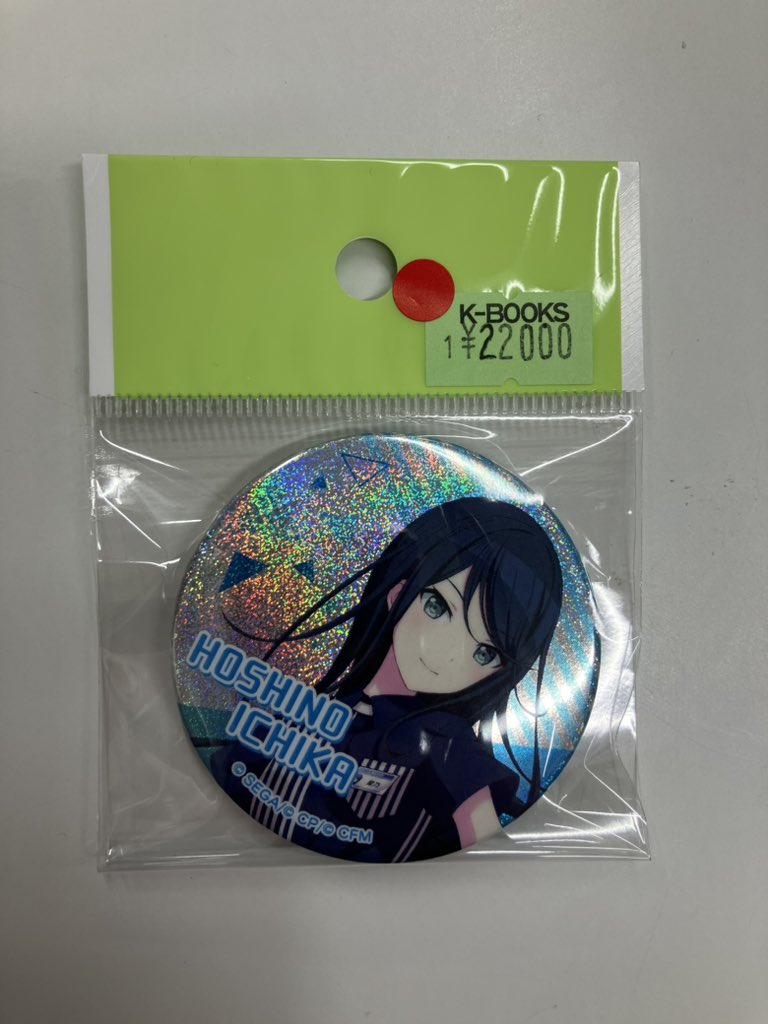 K-BOOKS
1 ¥22000
HOSHINO
ICHIKA
© SEGA/© CP/© CFM